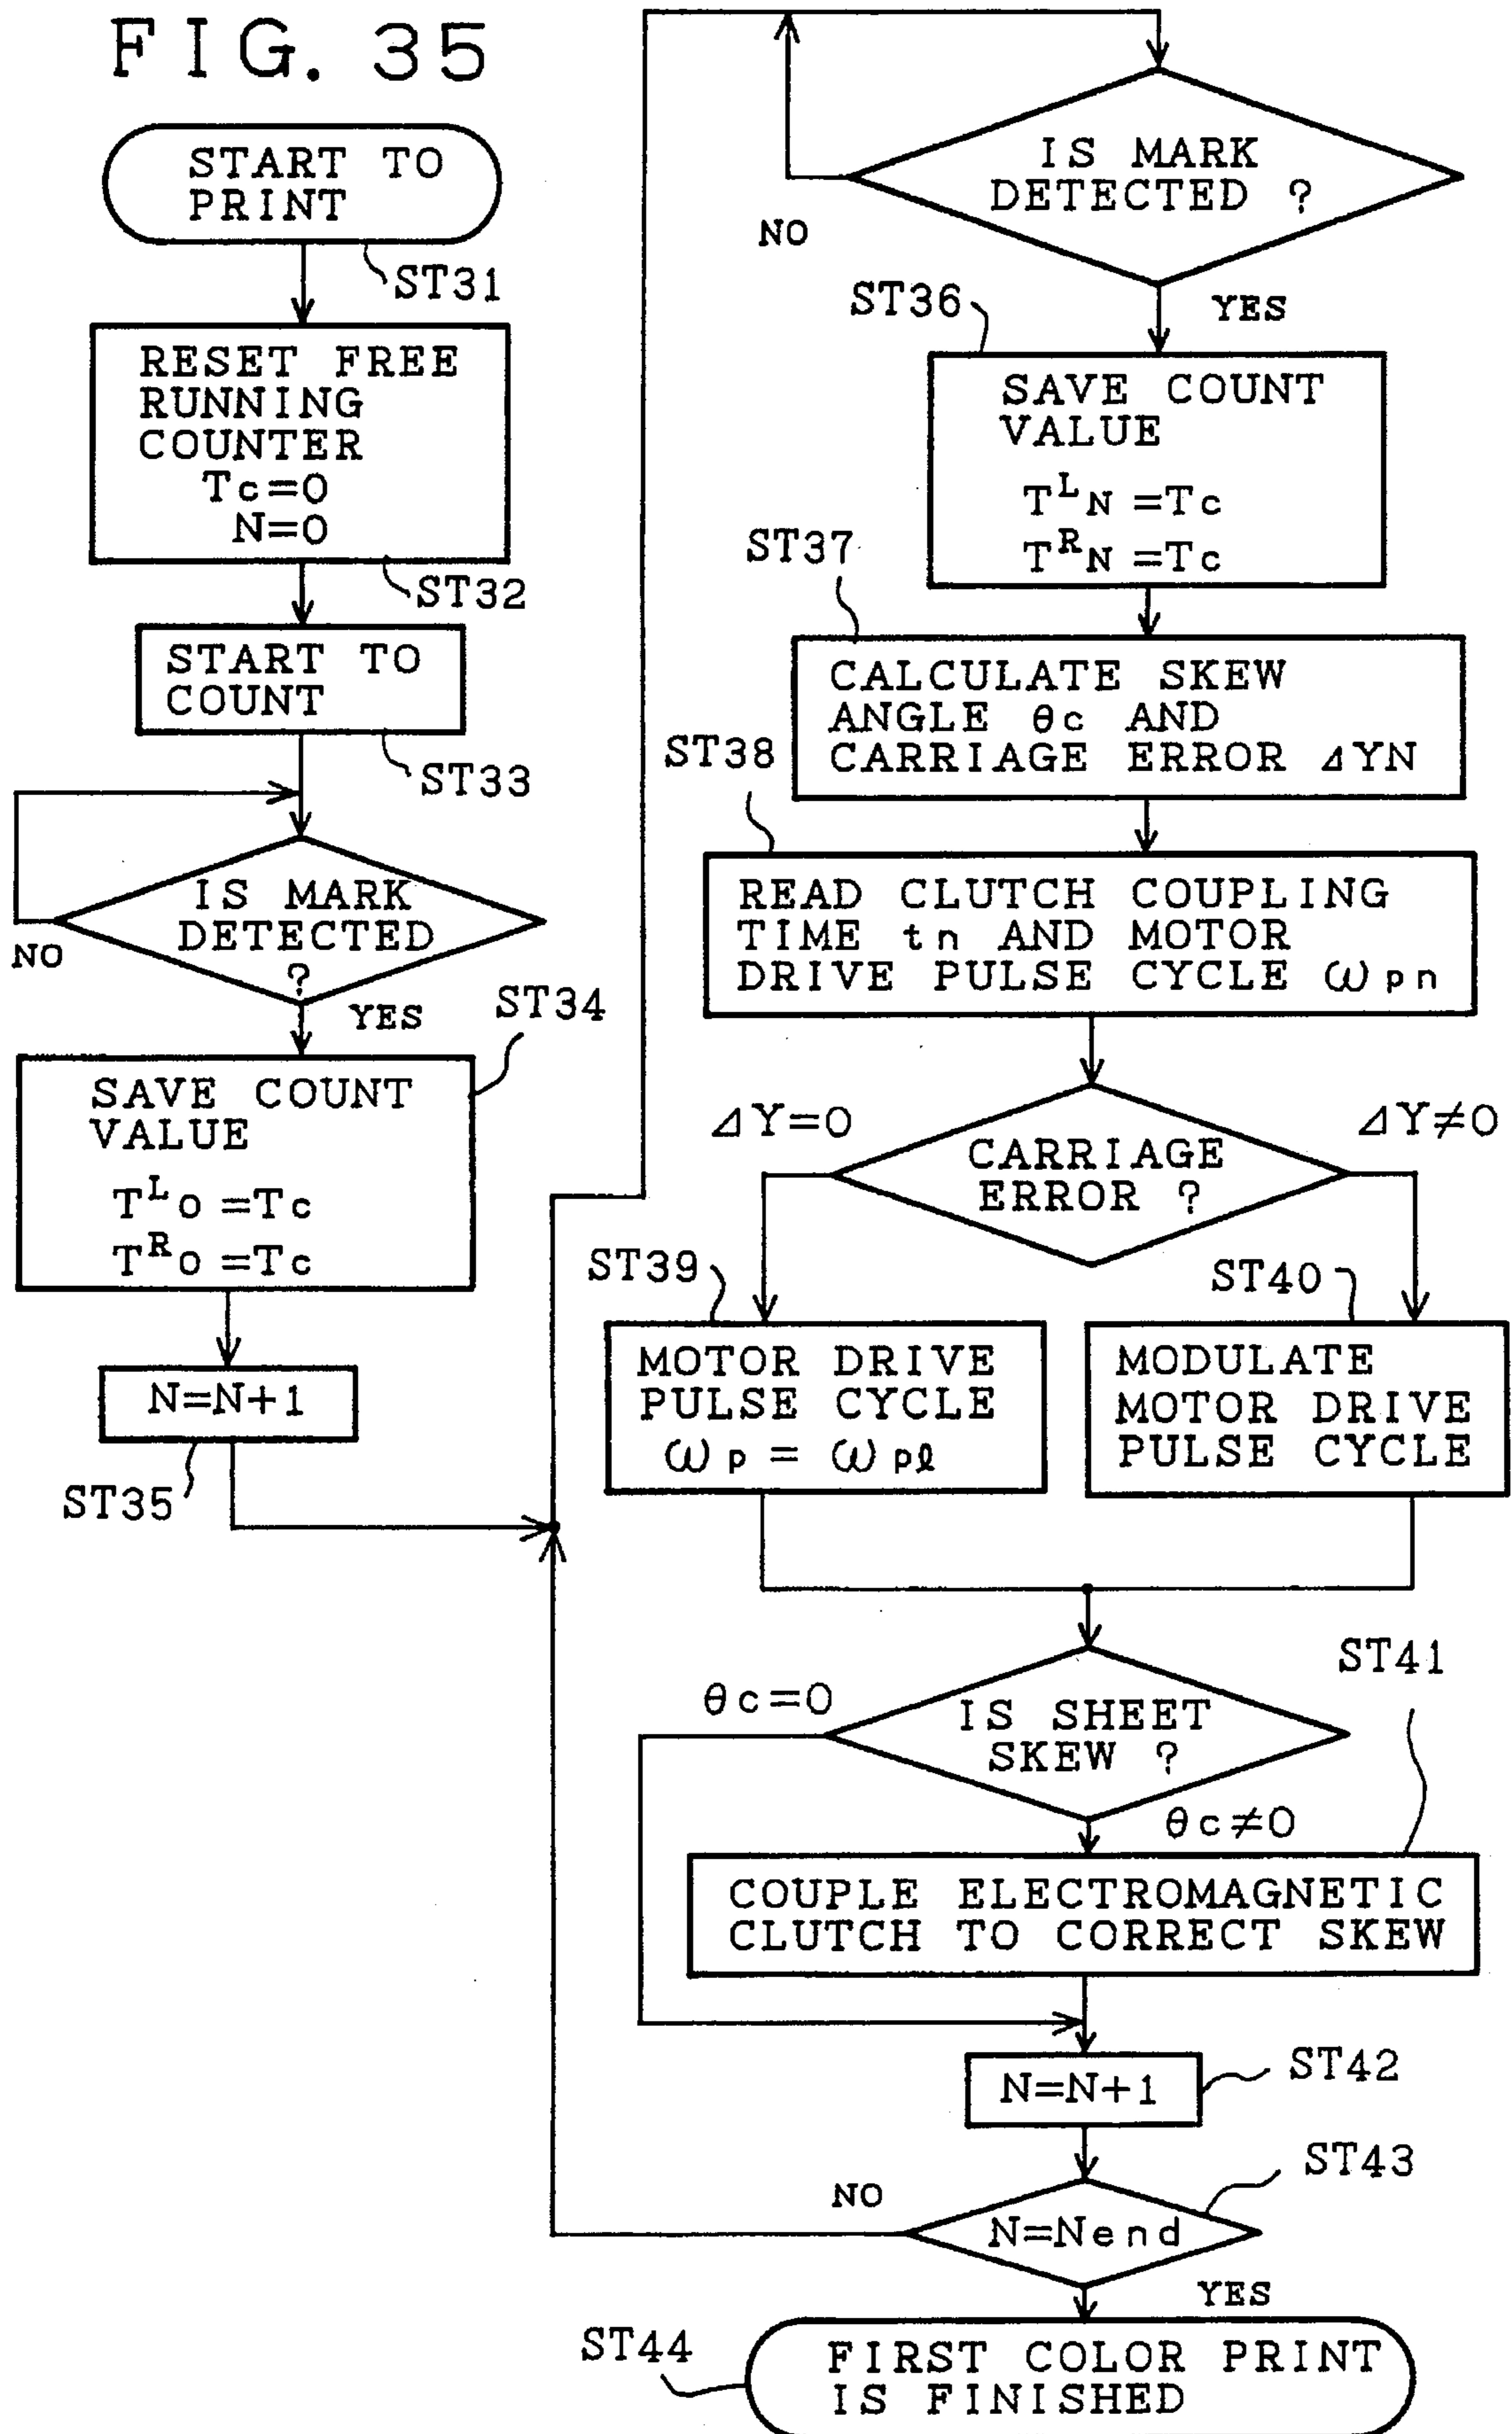 FIG. 35
START TO
PRINT
ST31
RESET FREE
RUNNING
COUNTER
Tc=0
N=0
ST32
START TO
COUNT
ST33
IS MARK
DETECTED
?
NO
YES
ST34
SAVE COUNT
VALUE
T^L0 =Tc
T^R0 =Tc
N=N+1
ST35
IS MARK
DETECTED ?
NO
YES
ST36
SAVE COUNT
VALUE
T^LN =Tc
T^RN =Tc
ST37
CALCULATE SKEW
ANGLE θc AND
CARRIAGE ERROR ⊿YN
ST38
READ CLUTCH COUPLING
TIME tn AND MOTOR
DRIVE PULSE CYCLE ωpn
⊿Y=0
⊿Y≠0
CARRIAGE
ERROR ?
ST39
MOTOR DRIVE
PULSE CYCLE
ωp = ωpℓ
ST40
MODULATE
MOTOR DRIVE
PULSE CYCLE
ST41
θc=0
IS SHEET
SKEW ?
θc≠0
COUPLE ELECTROMAGNETIC
CLUTCH TO CORRECT SKEW
N=N+1
ST42
ST43
NO
N=Nend
YES
ST44
FIRST COLOR PRINT
IS FINISHED